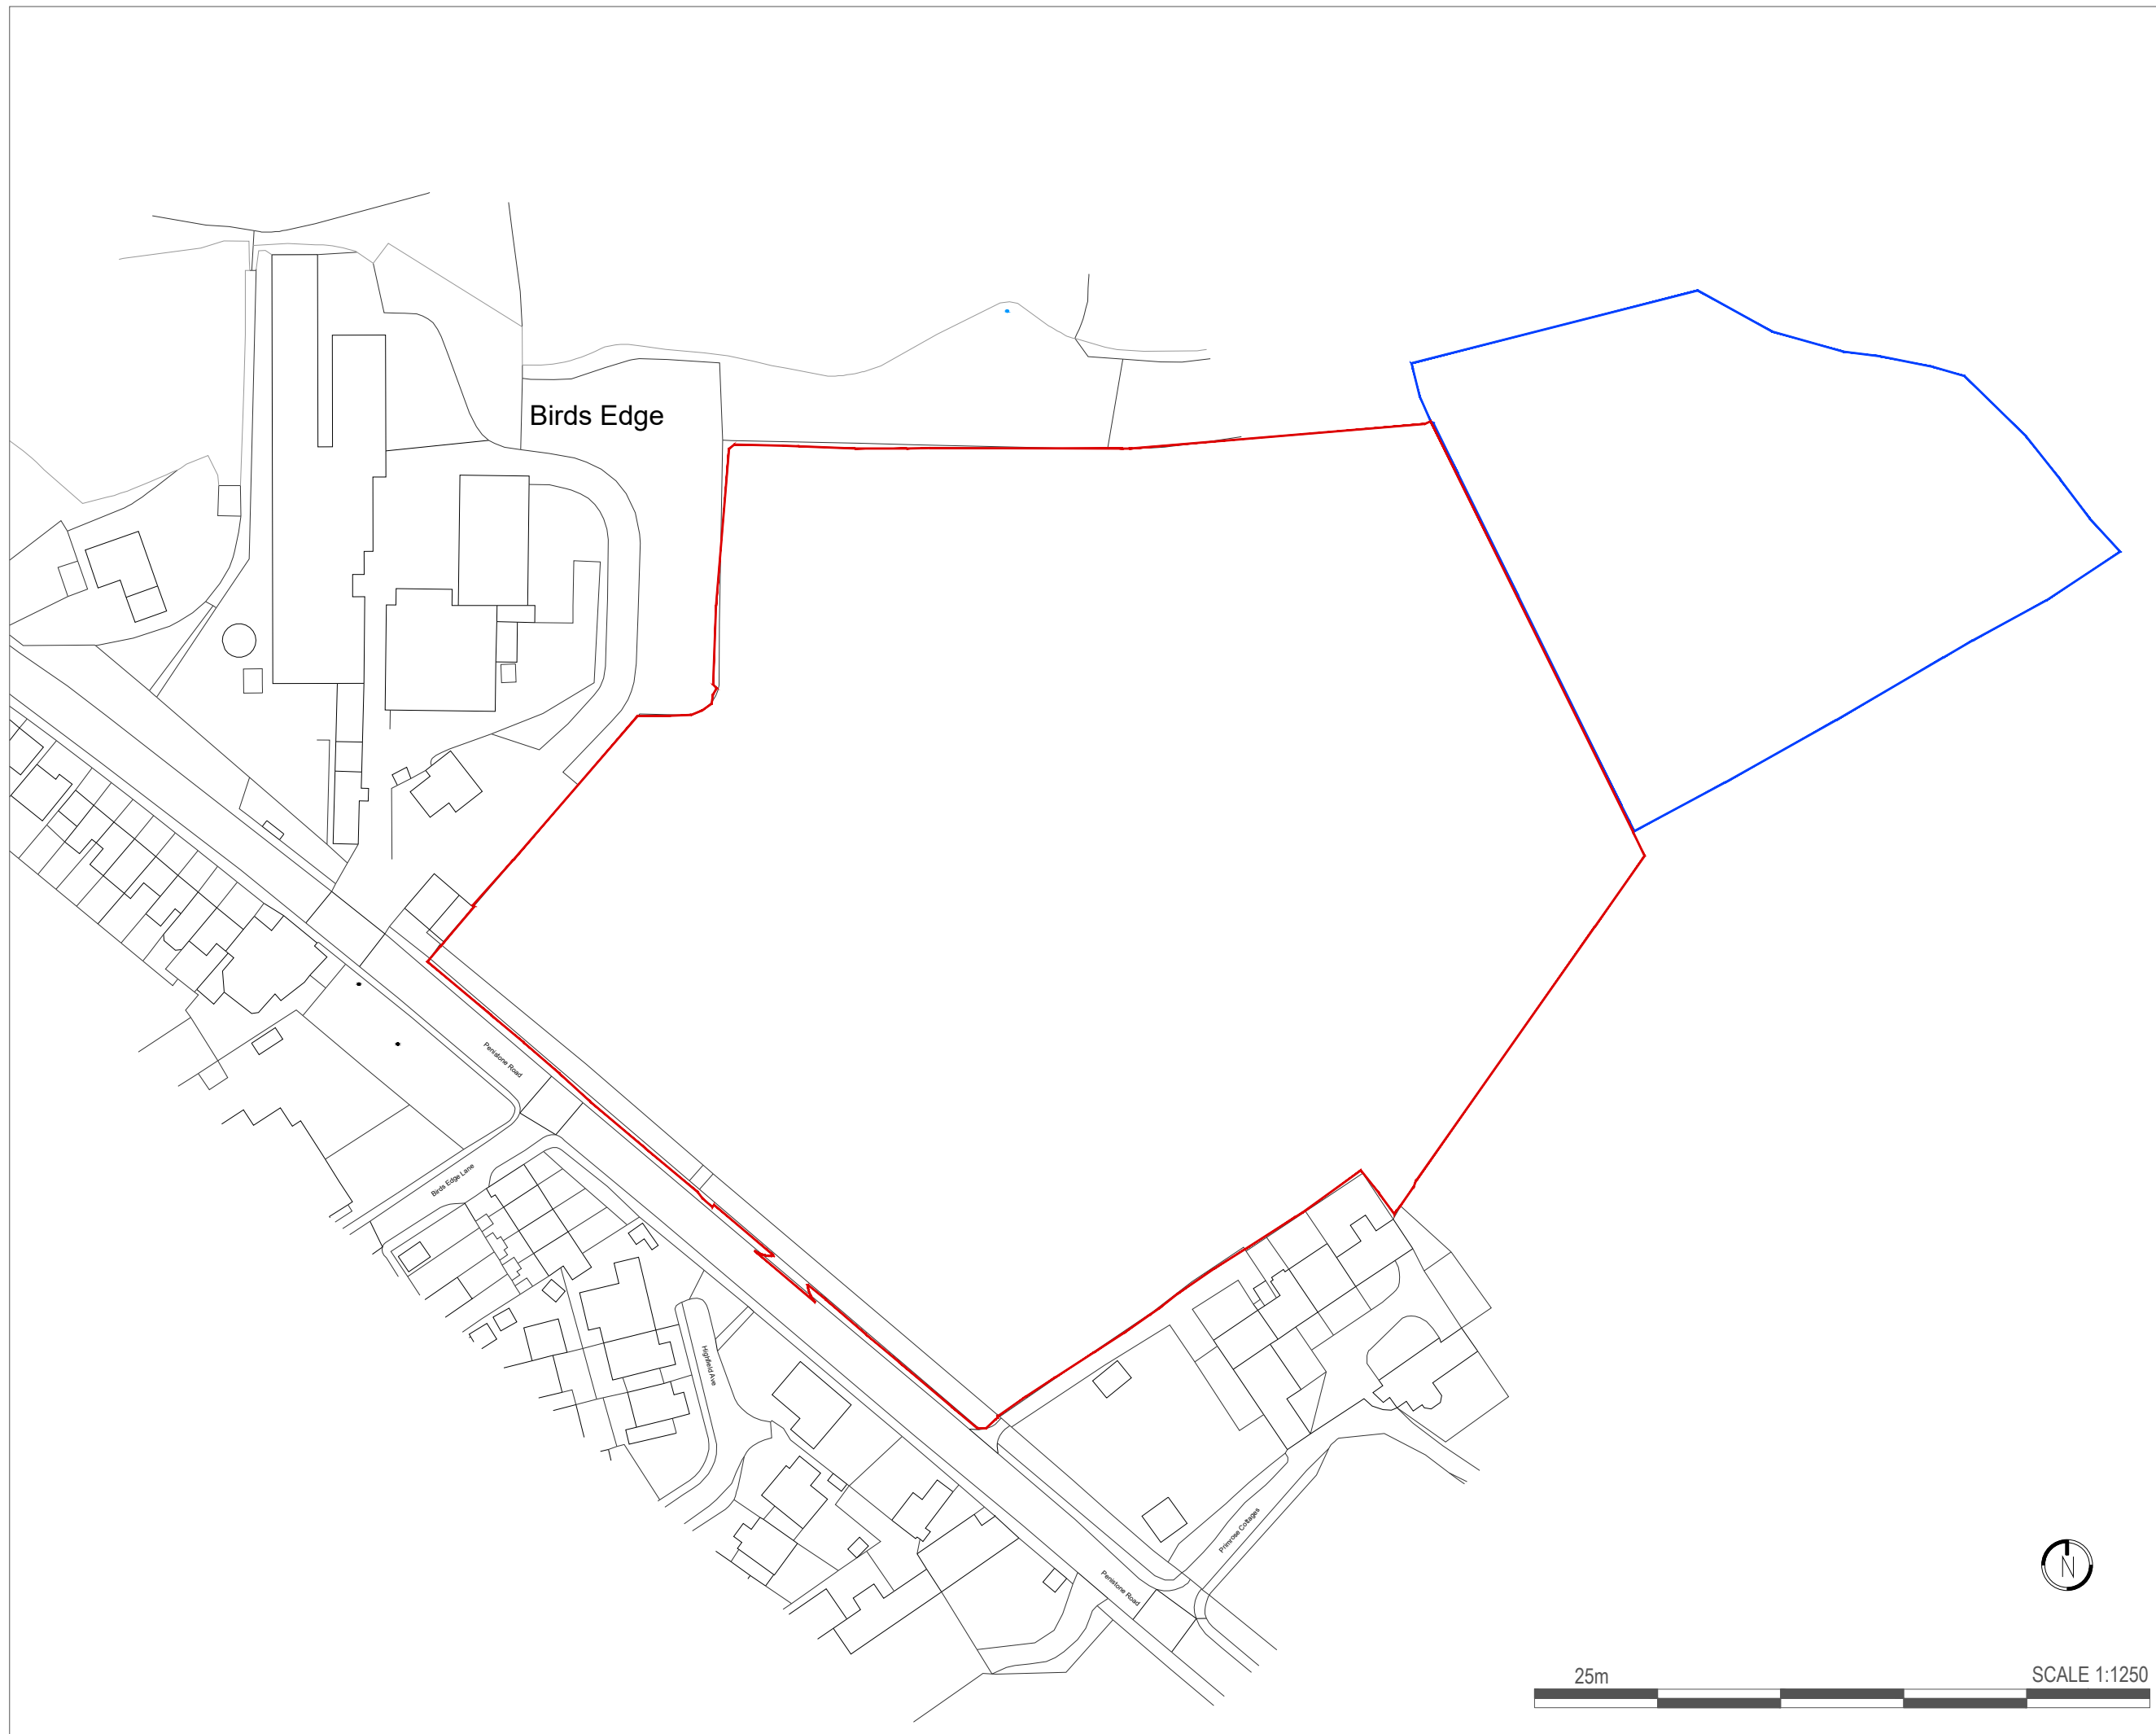 Birds Edge
Penistone Road
Birds Edge Lane
Highfield Ave
Primrose Cottages
Penistone Road
N
25m
SCALE 1:1250